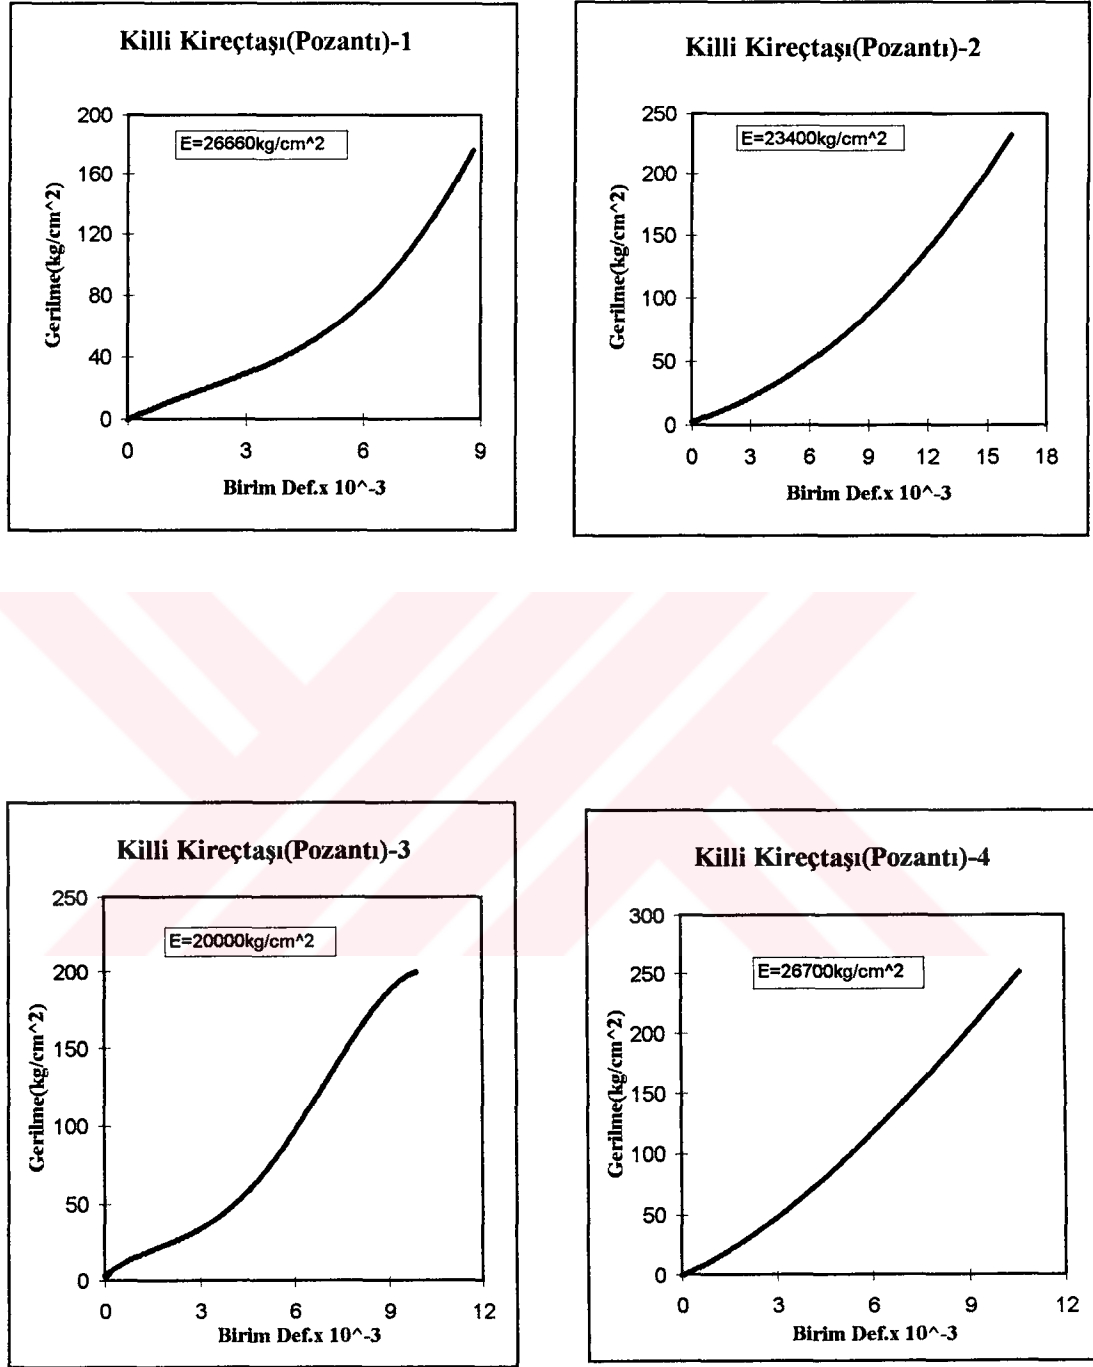 Killi Kireçtaşı(Pozantı)-1
E=26660kg/cm^2
Gerilme(kg/cm^2)
200
160
120
80
40
0
0 3 6 9
Birim Def.x 10^-3
Killi Kireçtaşı(Pozantı)-2
E=23400kg/cm^2
Gerilme(kg/cm^2)
250
200
150
100
50
0
0 3 6 9 12 15 18
Birim Def.x 10^-3
Killi Kireçtaşı(Pozantı)-3
E=20000kg/cm^2
Gerilme(kg/cm^2)
250
200
150
100
50
0
0 3 6 9 12
Birim Def.x 10^-3
Killi Kireçtaşı(Pozantı)-4
E=26700kg/cm^2
Gerilme(kg/cm^2)
300
250
200
150
100
50
0
0 3 6 9 12
Birim Def.x 10^-3